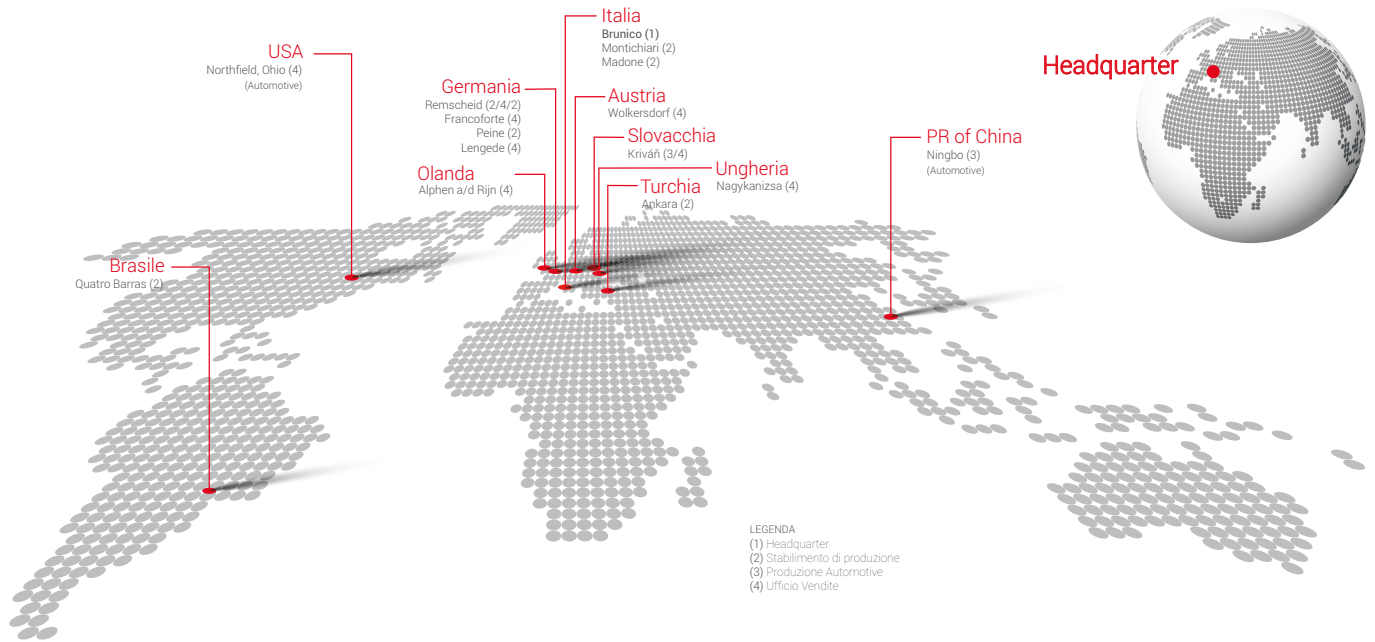 Italia
Brunico (1)
Montichiari (2)
Madone (2)
USA
Northfield, Ohio (4)
(Automotive)
Headquarter
Germania
Remscheid (2/4/2)
Francoforte (4)
Peine (2)
Lengede (4)
Austria
Wolkersdorf (4)
Slovacchia
Kriváň (3/4)
PR of China
Ningbo (3)
(Automotive)
Olanda
Alphen a/d Rijn (4)
Ungheria
Nagykanizsa (4)
Turchia
Ankara (2)
Brasile
Quatro Barras (2)
LEGENDA
(1) Headquarter
(2) Stabilimento di produzione
(3) Produzione Automotive
(4) Ufficio Vendite